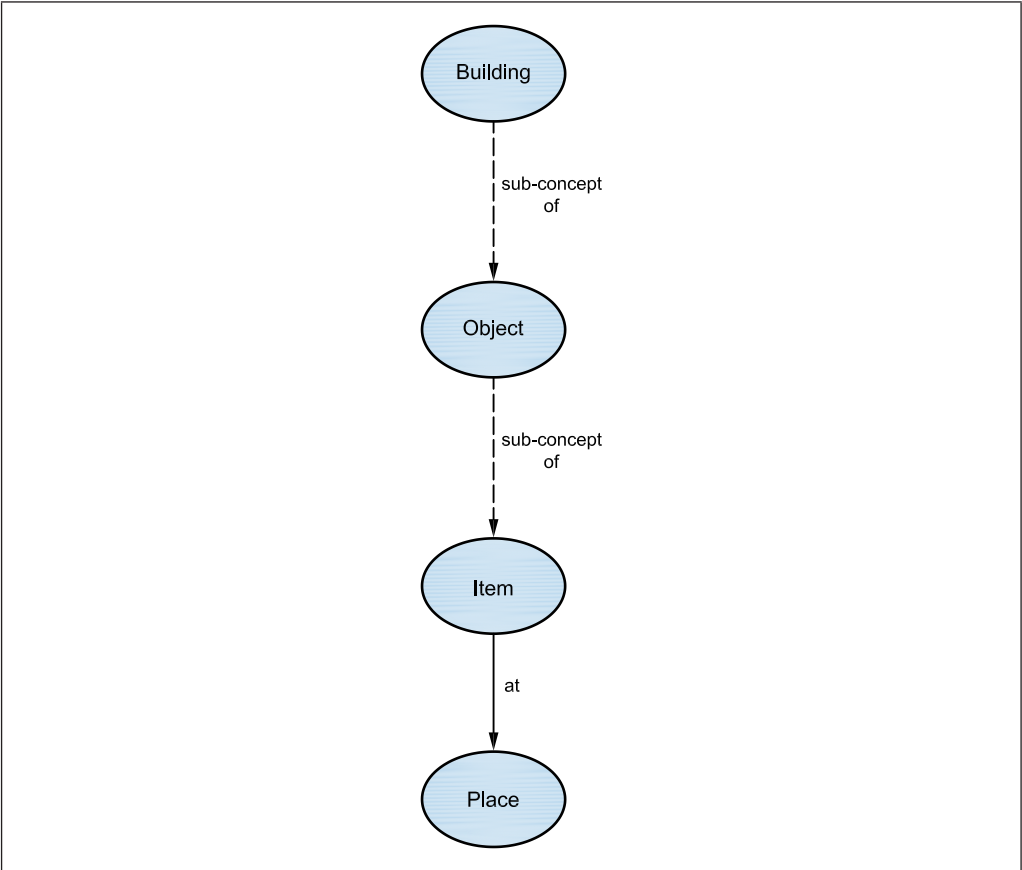 Building
sub-concept
of
Object
sub-concept
of
Item
at
Place